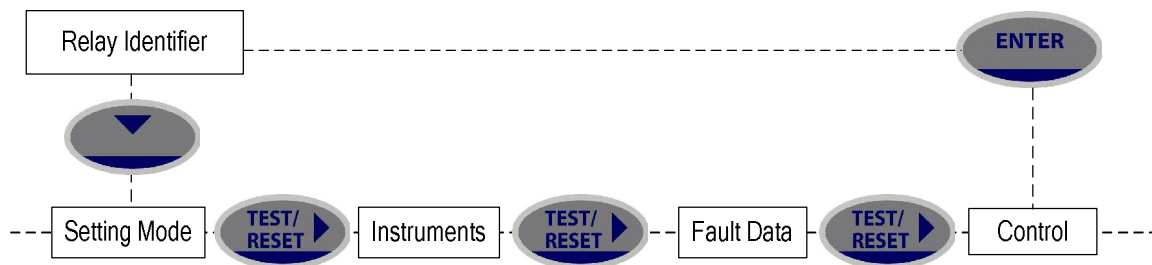 Relay Identifier
ENTER
Setting Mode
TEST/
RESET
Instruments
TEST/
RESET
Fault Data
TEST/
RESET
Control